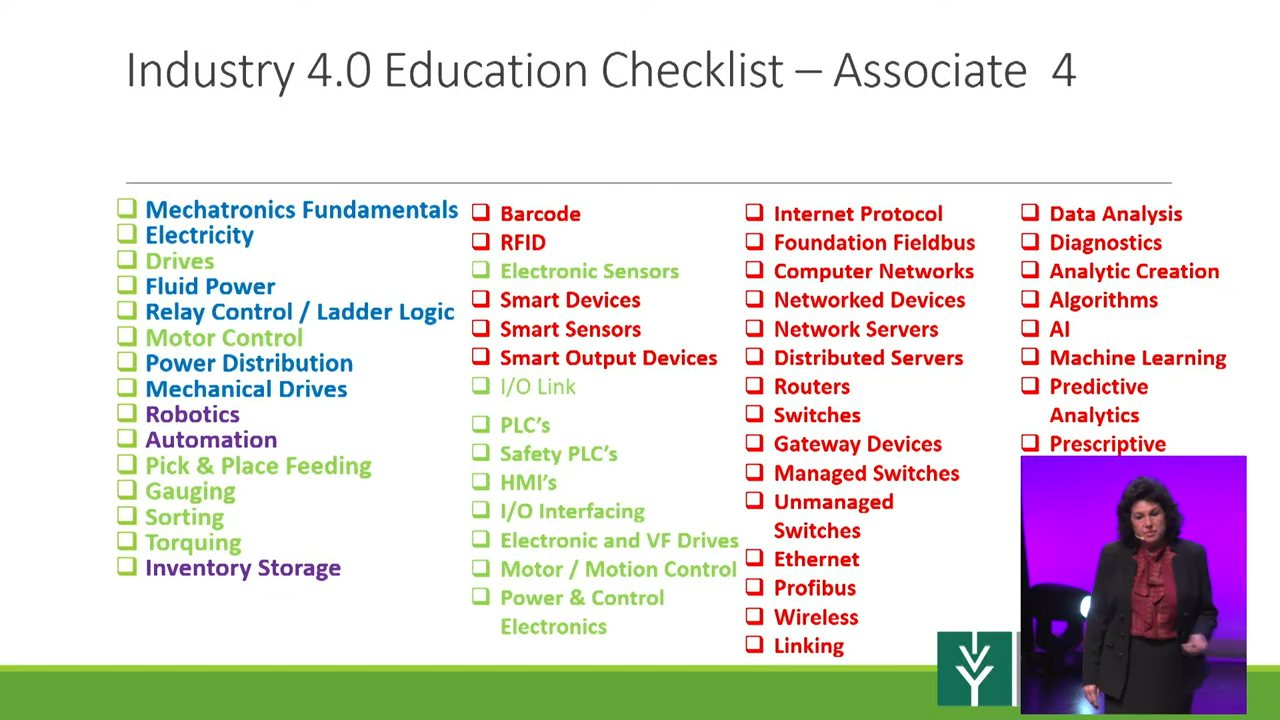 Industry 4.0 Education Checklist – Associate 4
Mechatronics Fundamentals
Electricity
Drives
Fluid Power
Relay Control / Ladder Logic
Motor Control
Power Distribution
Mechanical Drives
Robotics
Automation
Pick & Place Feeding
Gauging
Sorting
Torquing
Inventory Storage
Barcode
RFID
Electronic Sensors
Smart Devices
Smart Sensors
Smart Output Devices
I/O Link
PLC's
Safety PLC's
HMI's
I/O Interfacing
Electronic and VF Drives
Motor / Motion Control
Power & Control
Electronics
Internet Protocol
Foundation Fieldbus
Computer Networks
Networked Devices
Network Servers
Distributed Servers
Routers
Switches
Gateway Devices
Managed Switches
Unmanaged
Switches
Ethernet
Profibus
Wireless
Linking
Data Analysis
Diagnostics
Analytic Creation
Algorithms
AI
Machine Learning
Predictive
Analytics
Prescriptive